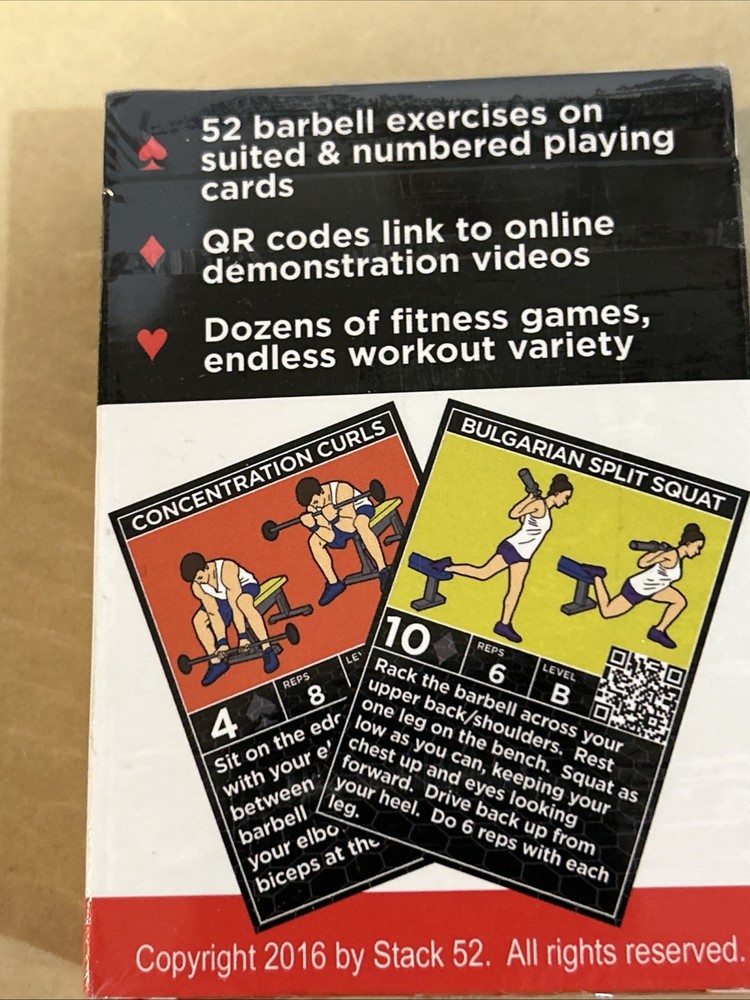 52 barbell exercises on
suited & numbered playing
cards
QR codes link to online
demonstration videos
Dozens of fitness games,
endless workout variety
CONCENTRATION CURLS
4
REPS
8
Sit on the
with your
between
barbell
your
biceps at the
BULGARIAN SPLIT SQUAT
10
REPS
6
LEVEL
B
Rack the barbell across your
upper back/shoulders. Rest
one leg on the bench. Squat as
low as you can, keeping your
chest up and eyes looking
forward. Drive back up from
your heel. Do 6 reps with each
leg.
Copyright 2016 by Stack 52. All rights reserved.